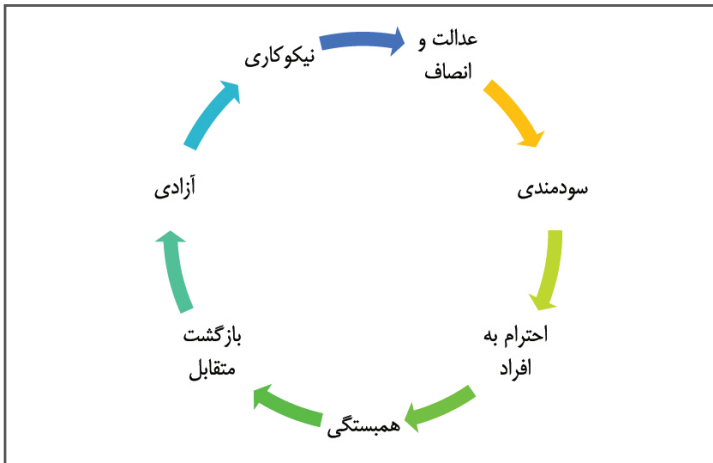 عدالت و
انصاف
سودمندی
احترام به
افراد
همبستگی
بازگشت
متقابل
آزادی
نیکوکاری